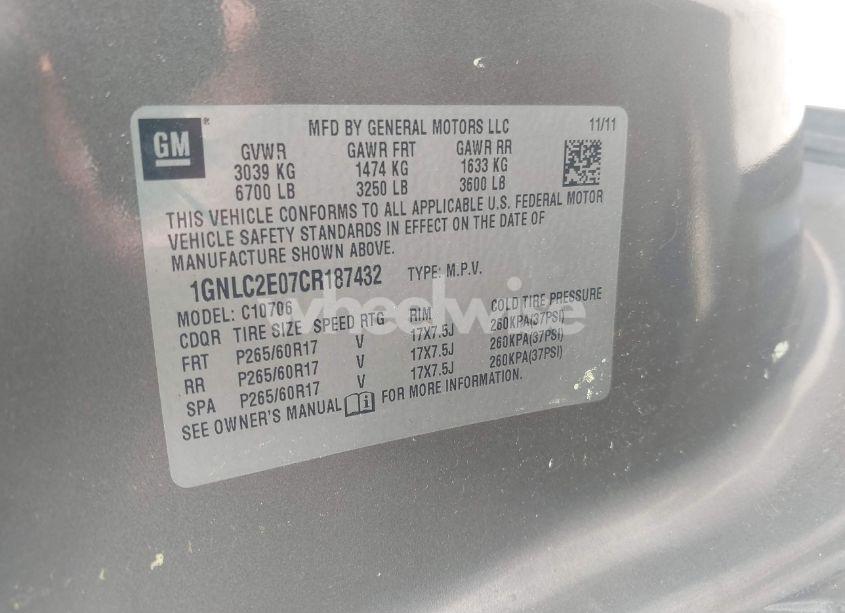 GM
MFD BY GENERAL MOTORS LLC 11/11
GVWR GAWR FRT GAWR RR
3039 KG 1474 KG 1633 KG
6700 LB 3250 LB 3600 LB
THIS VEHICLE CONFORMS TO ALL APPLICABLE U.S. FEDERAL MOTOR
VEHICLE SAFETY STANDARDS IN EFFECT ON THE DATE OF
MANUFACTURE SHOWN ABOVE.
1GNLC2E07CR187432 TYPE: M.P.V.
wheelwise
MODEL: C10706
CDQR TIRE SIZE SPEED RTG RIM COLD TIRE PRESSURE
FRT P265/60R17 V 17X7.5J 260KPA(37PSI)
RR P265/60R17 V 17X7.5J 260KPA(37PSI)
SPA P265/60R17 V 17X7.5J 260KPA(37PSI)
SEE OWNER'S MANUAL i FOR MORE INFORMATION.